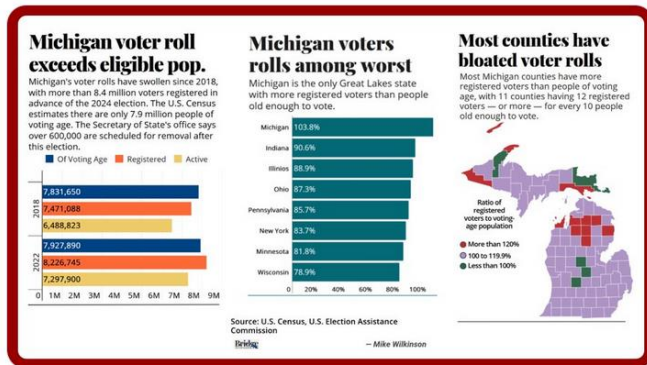 Michigan voter roll
exceeds eligible pop.
Michigan's voter rolls have swollen since 2018,
with more than 8.4 million voters registered in
advance of the 2024 election. The U.S. Census
estimates there are only 7.9 million people of
voting age. The Secretary of State's office says
over 600,000 are scheduled for removal after
this election.
Of Voting Age Registered Active
2018
7,831,650
7,471,088
6,488,823
2022
7,927,890
8,226,745
7,297,900
0 1M 2M 3M 4M 5M 6M 7M 8M 9M
Michigan voters
rolls among worst
Michigan is the only Great Lakes state
with more registered voters than people
old enough to vote.
Michigan 103.8%
Indiana 90.6%
Illinios 88.9%
Ohio 87.3%
Pennsylvania 85.7%
New York 83.7%
Minnesota 81.8%
Wisconsin 78.9%
0 20% 40% 60% 80% 100%
Most counties have
bloated voter rolls
Most Michigan counties have more
registered voters than people of voting
age, with 11 counties having 12 registered
voters — or more — for every 10 people
old enough to vote.
Ratio of
registered
voters to voting-
age population
More than 120%
100 to 119.9%
Less than 100%
Source: U.S. Census, U.S. Election Assistance
Commission
Bridge
— Mike Wilkinson